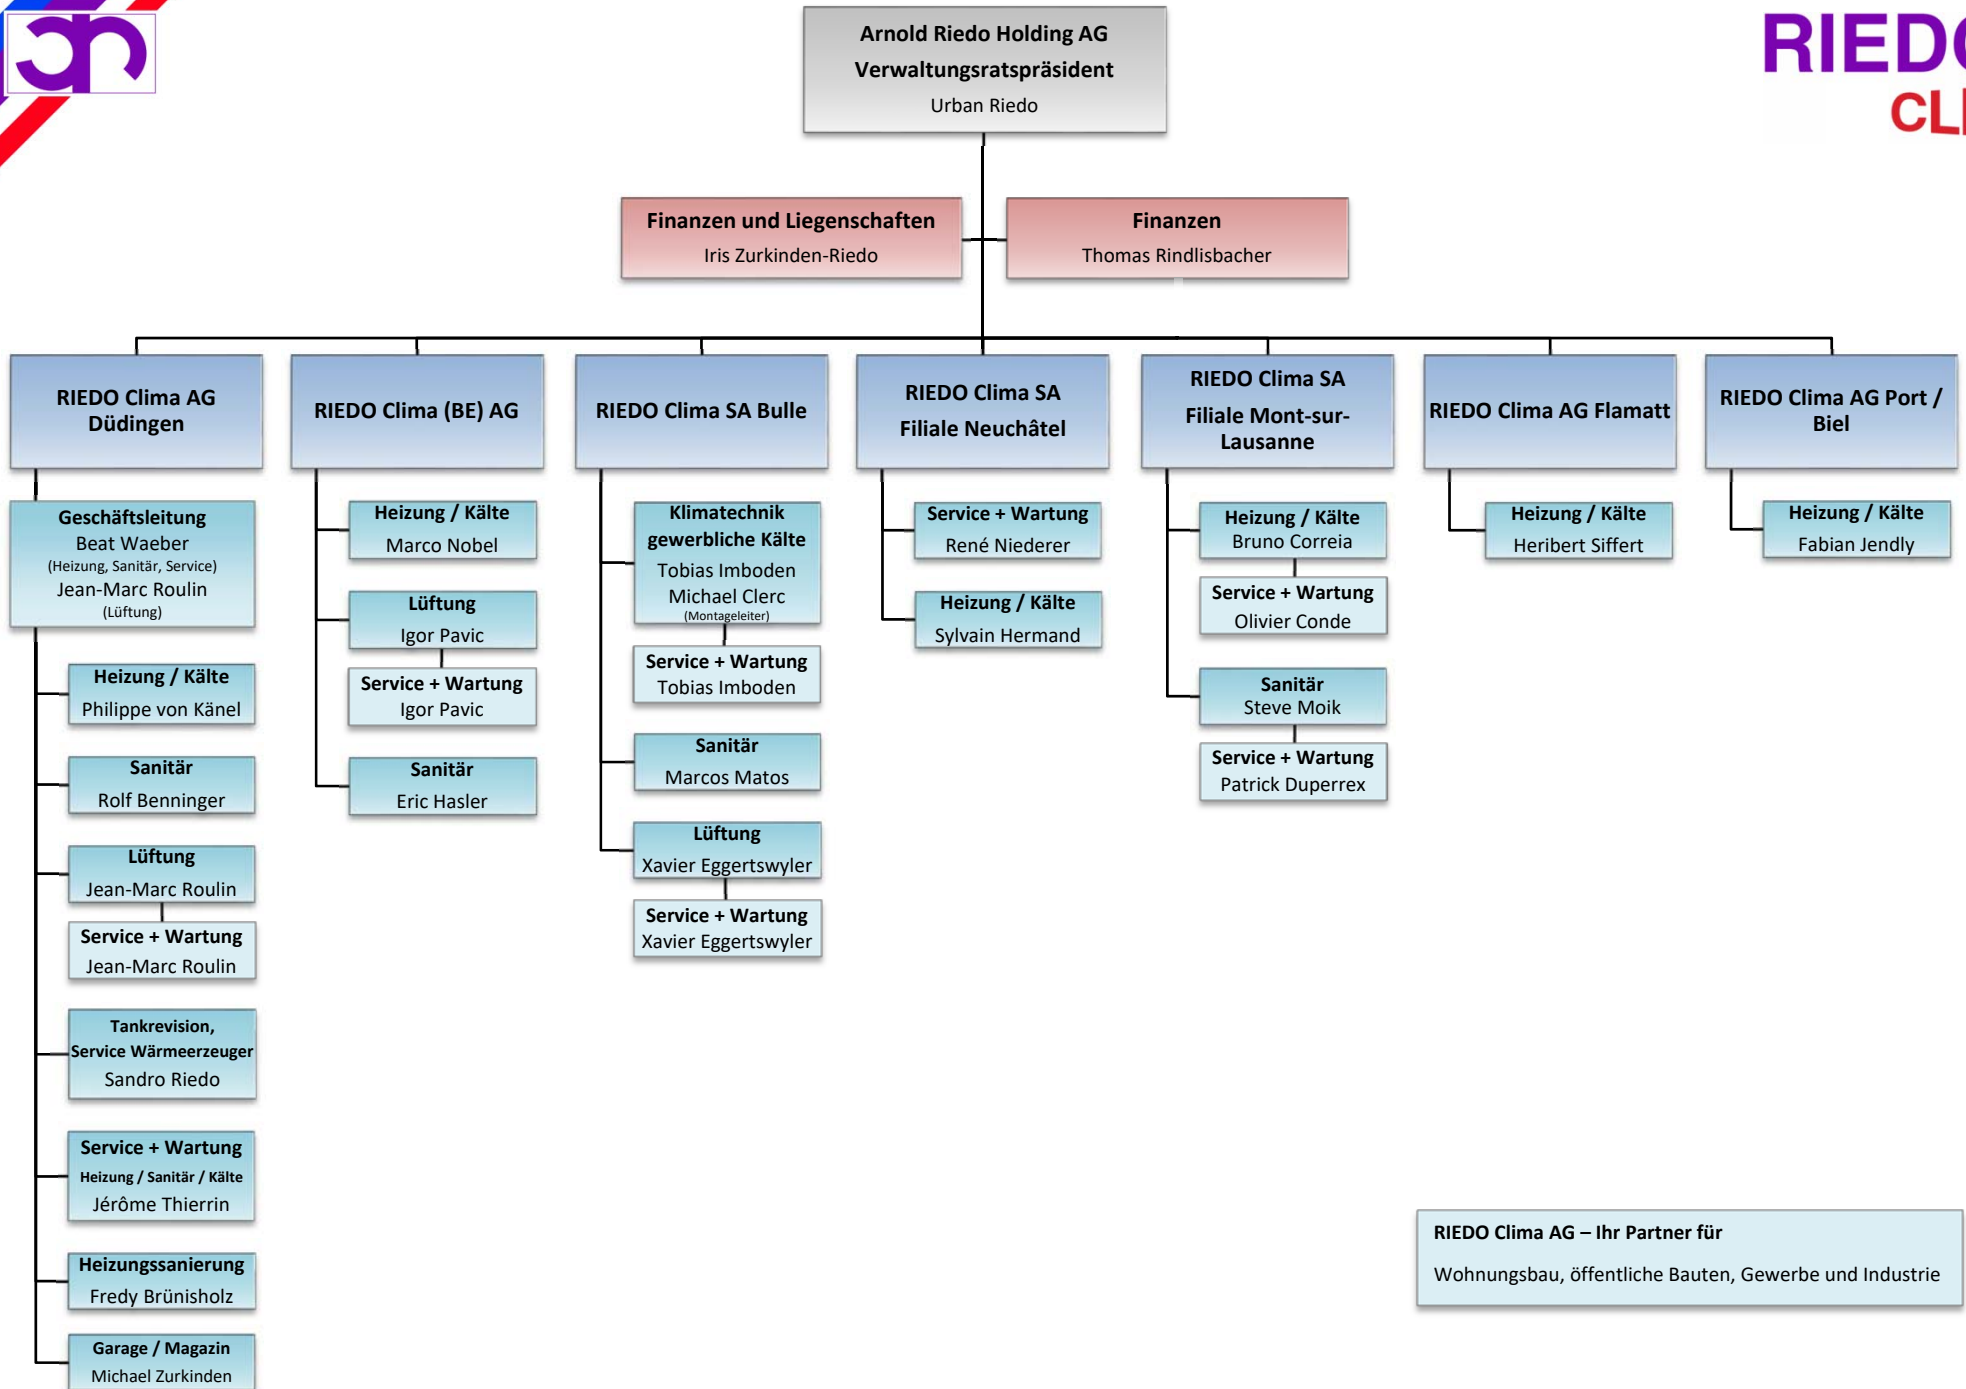 Arnold Riedo Holding AG
Verwaltungsratspräsident
Urban Riedo
Finanzen und Liegenschaften
Iris Zurkinden-Riedo
Finanzen
Thomas Rindlisbacher
RIEDO Clima AG
Düdingen
Geschäftsleitung
Beat Waeber
(Heizung, Sanitär, Service)
Jean-Marc Roulin
(Lüftung)
Heizung / Kälte
Philippe von Känel
Sanitär
Rolf Benninger
Lüftung
Jean-Marc Roulin
Service + Wartung
Jean-Marc Roulin
Tankrevision,
Service Wärmeerzeuger
Sandro Riedo
Service + Wartung
Heizung / Sanitär / Kälte
Jérôme Thierrin
Heizungssanierung
Fredy Brünisholz
Garage / Magazin
Michael Zurkinden
RIEDO Clima (BE) AG
Heizung / Kälte
Marco Nobel
Lüftung
Igor Pavic
Service + Wartung
Igor Pavic
Sanitär
Eric Hasler
RIEDO Clima SA Bulle
Klimatechnik
gewerbliche Kälte
Tobias Imboden
Michael Clerc
(Montageleiter)
Service + Wartung
Tobias Imboden
Sanitär
Marcos Matos
Lüftung
Xavier Eggertswyler
Service + Wartung
Xavier Eggertswyler
RIEDO Clima SA
Filiale Neuchâtel
Service + Wartung
René Niederer
Heizung / Kälte
Sylvain Hermand
RIEDO Clima SA
Filiale Mont-sur-
Lausanne
Heizung / Kälte
Bruno Correia
Service + Wartung
Olivier Conde
Sanitär
Steve Moik
Service + Wartung
Patrick Duperrex
RIEDO Clima AG Flamatt
Heizung / Kälte
Heribert Siffert
RIEDO Clima AG Port /
Biel
Heizung / Kälte
Fabian Jendly
RIEDO Clima AG – Ihr Partner für
Wohnungsbau, öffentliche Bauten, Gewerbe und Industrie